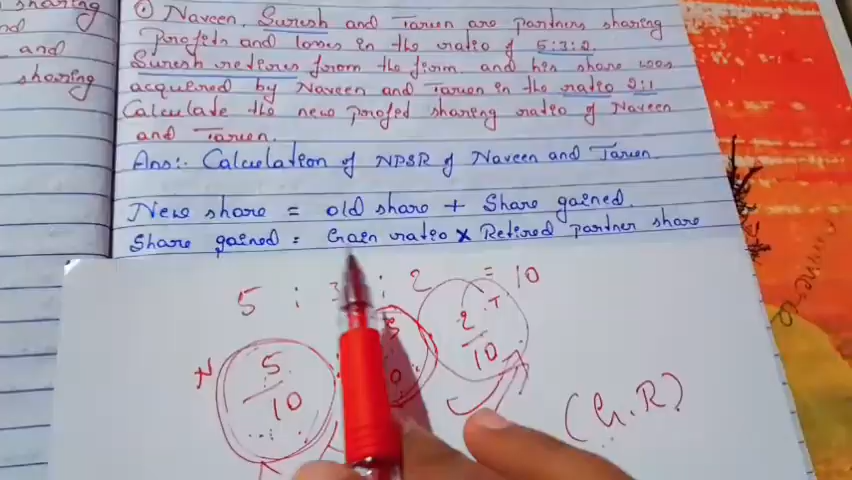 sharing
and
and
sharing
Naveen, Suresh and Tarun are partners sharing
Profits and losses in the ratio of 5:3:2.
Suresh retires from the firm and his share was
acquired by Naveen and Tarun in the ratio 2:1
Calculate the new profit sharing ratio of Naveen
and Tarun.
Ans:- Calculation of NPSR of Naveen and Tarun
New share = old share + Share gained.
Share gained = Gain ratio × Retired partner share
5 : 3 : 2 = 10
N 5/10
2/10 T
(G.R)